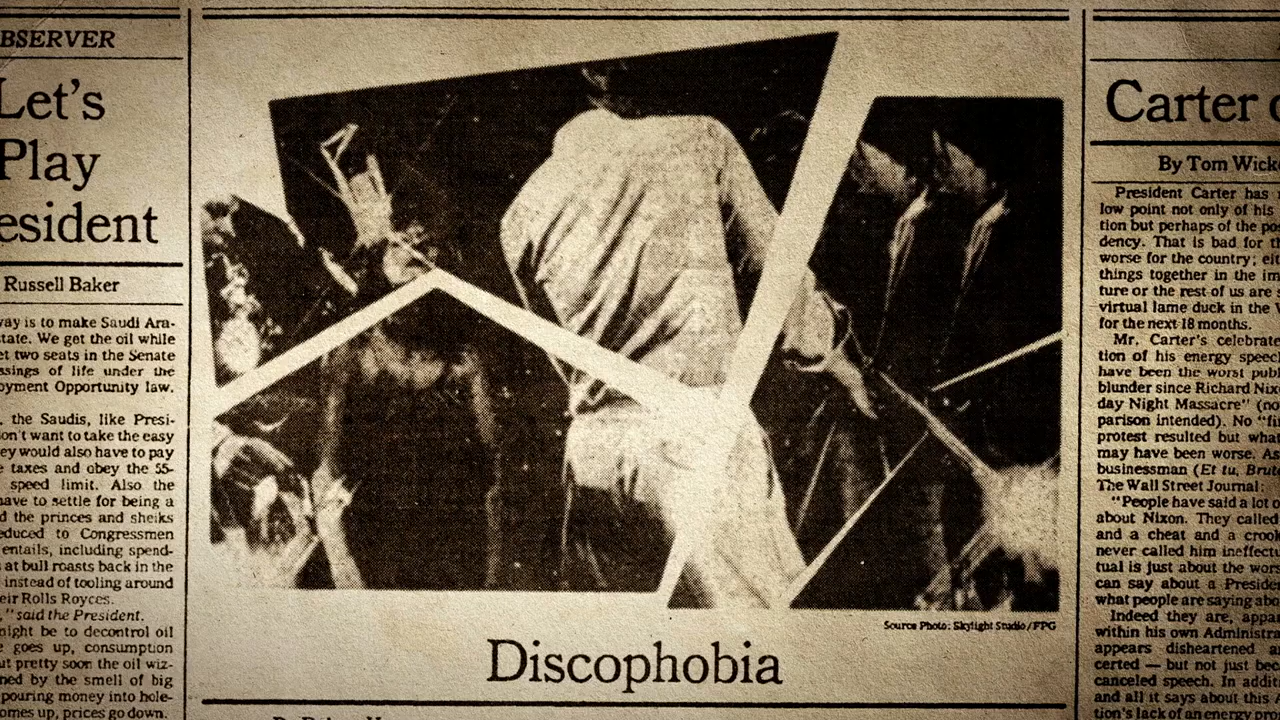 BSERVER
Let's
Play
esident
Russell Baker
way is to make Saudi Ara-
tate. We get the oil while
et two seats in the Senate
ssings of life under the
oyment Opportunity law.
, the Saudis, like Presi-
on't want to take the easy
ey would also have to pay
e taxes and obey the 55-
speed limit. Also the
have to settle for being a
d the princes and sheiks
educed to Congressmen
entails, including spend-
s at bull roasts back in the
instead of tooling around
eir Rolls Royces.
," said the President.
night be to decontrol oil
e goes up, consumption
ut pretty soon the oil wiz-
ned by the smell of big
pouring money into hole-
omes up, prices go down.
Source Photo: Skylight Studio/FPG
Discophobia
Carter
By Tom Wick
President Carter has
low point not only of his
tion but perhaps of the po
dency. That is bad for t
worse for the country; eit
things together in the im
ture or the rest of us are
virtual lame duck in the
for the next 18 months.
Mr. Carter's celebrate
tion of his energy speec
have been the worst publ
blunder since Richard Nix
day Night Massacre" (no
parison intended). No "fi
protest resulted but wha
may have been worse. As
businessman (Et tu, Brut
The Wall Street Journal:
"People have said a lot o
about Nixon. They called
and a cheat and a crook
never called him ineffectu
tual is just about the wors
can say about a Preside
what people are saying abo
Indeed they are, appar
within his own Administra
appears disheartened a
certed — but not just bec
canceled speech. In addit
and all it says about this
tion's lack of an energy pro